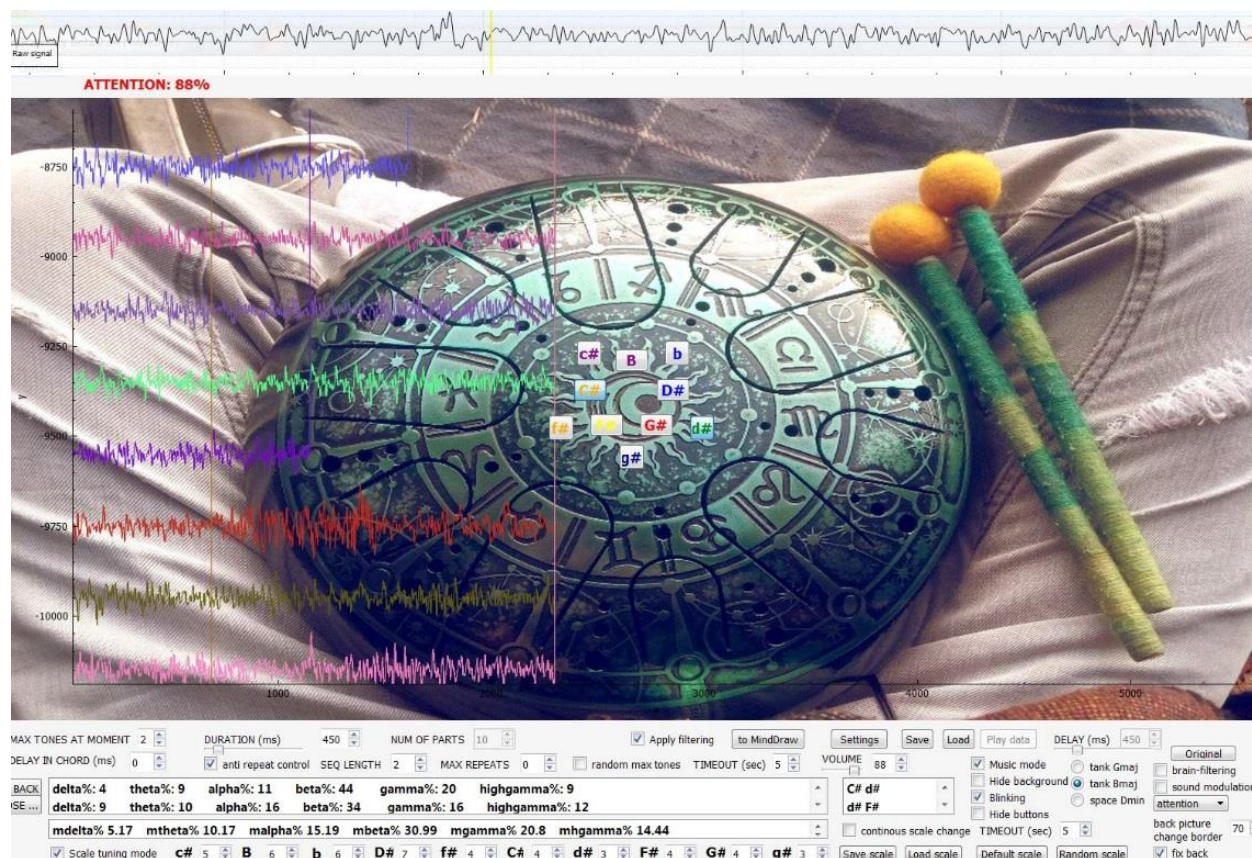 Raw signal
ATTENTION: 88%
-8750
-9000
-9250
-9500
-9750
-10000
y
c# B b
C# D#
f# F# G# d#
g#
1000 2000 3000 4000 5000
MAX TONES AT MOMENT 2 DURATION (ms) 450 NUM OF PARTS 10 Apply filtering to MindDraw Settings Save Load Play data DELAY (ms) 450
DELAY IN CHORD (ms) 0 anti repeat control SEQ LENGTH 2 MAX REPEATS 0 random max tones TIMEOUT (sec) 5 VOLUME 88 Music mode tank Gmaj Original
Hide background tank Bmaj brain-filtering
Blinking space Dmin sound modulation
Hide buttons attention
BACK delta%: 4 theta%: 9 alpha%: 11 beta%: 44 gamma%: 20 highgamma%: 9 C# d#
OSE ... delta%: 9 theta%: 10 alpha%: 16 beta%: 34 gamma%: 16 highgamma%: 12 d# F#
mdelta% 5.17 mtheta% 10.17 malpha% 15.19 mbeta% 30.99 mgamma% 20.8 mhgamma% 14.44 continous scale change TIMEOUT (sec) 5 back picture change border 70
Scale tuning mode c# 5 B 6 b 6 D# 7 f# 4 C# 4 d# 3 F# 4 G# 4 g# 3 Save scale Load scale Default scale Random scale fix back